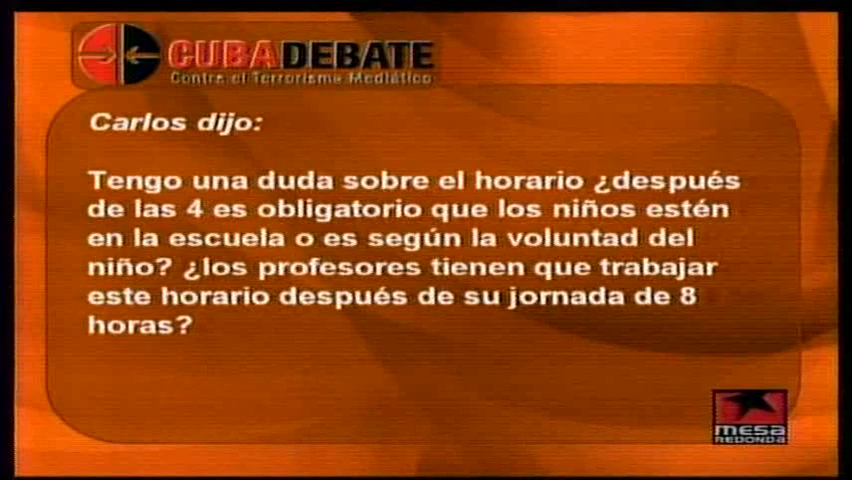 CUBADEBATE
Contra el Terrorismo Mediático
Carlos dijo:
Tengo una duda sobre el horario ¿después
de las 4 es obligatorio que los niños estén
en la escuela o es según la voluntad del
niño? ¿los profesores tienen que trabajar
este horario después de su jornada de 8
horas?
mesa
REDONDA